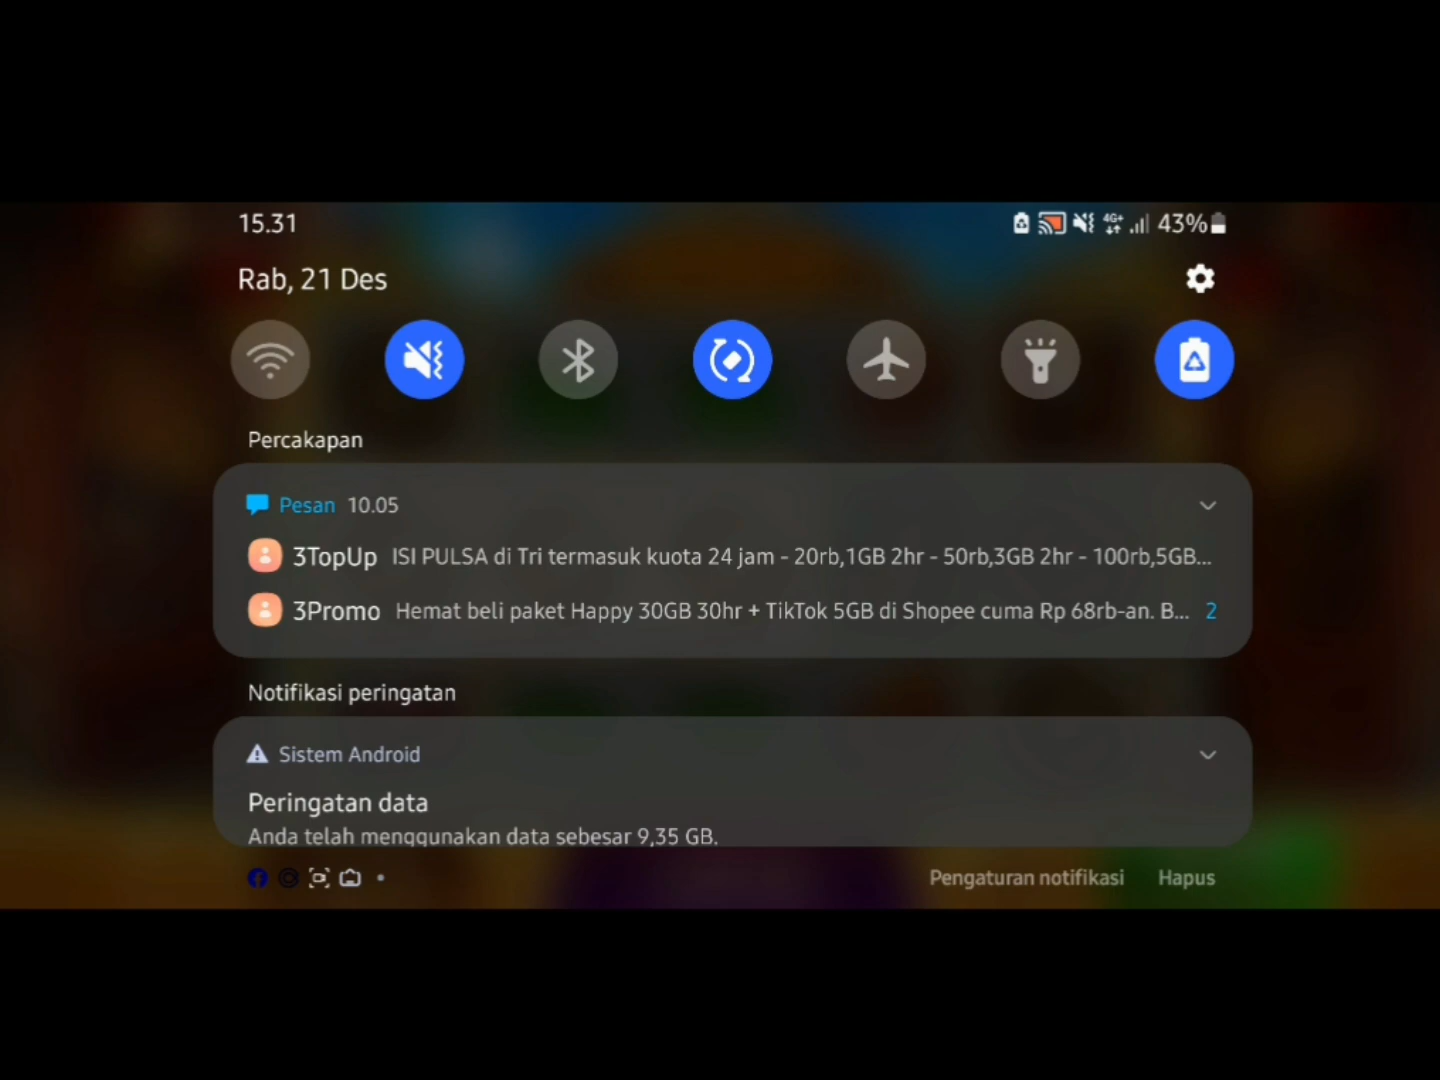 15.31
4G+ 43%
Rab, 21 Des
Percakapan
Pesan 10.05
3TopUp ISI PULSA di Tri termasuk kuota 24 jam - 20rb,1GB 2hr - 50rb,3GB 2hr - 100rb,5GB...
3Promo Hemat beli paket Happy 30GB 30hr + TikTok 5GB di Shopee cuma Rp 68rb-an. B... 2
Notifikasi peringatan
Sistem Android
Peringatan data
Anda telah menggunakan data sebesar 9,35 GB.
Pengaturan notifikasi Hapus